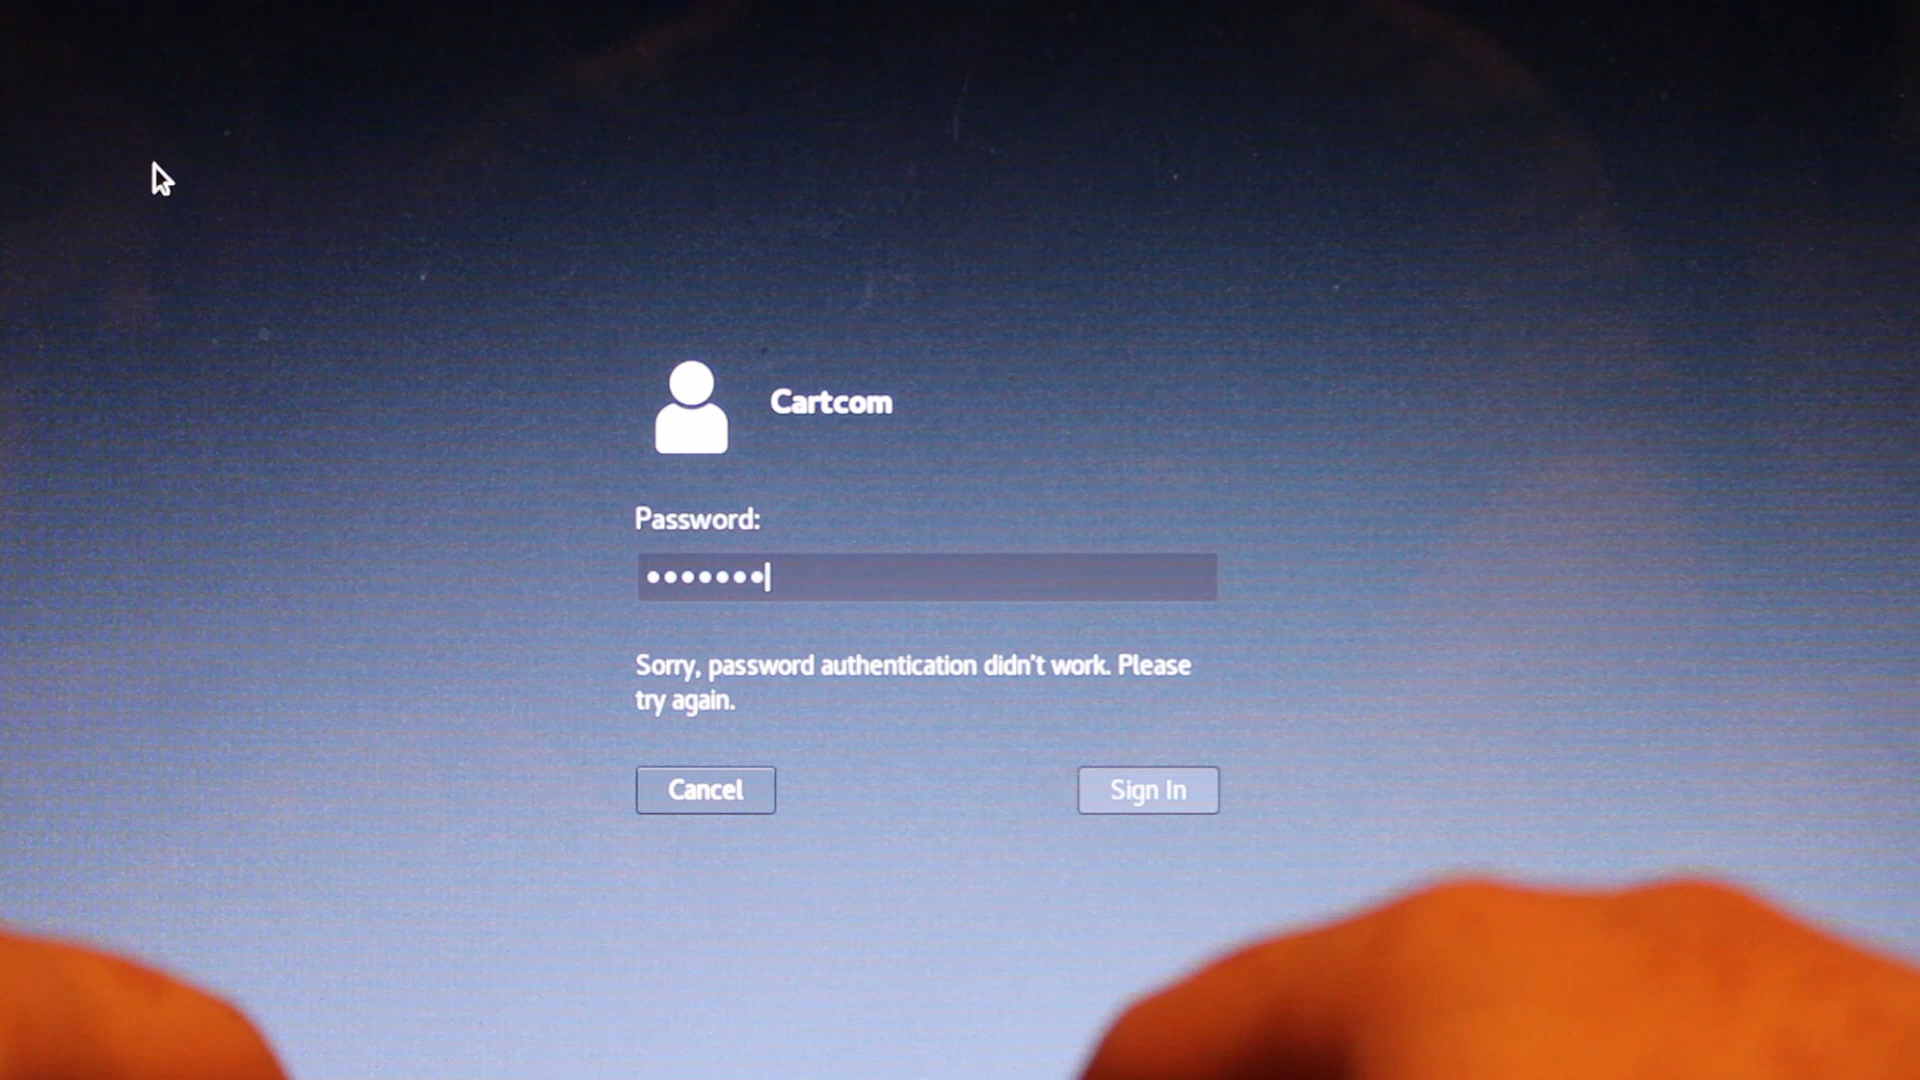 Cartcom
Password:
Sorry, password authentication didn't work. Please
try again.
Cancel
Sign In